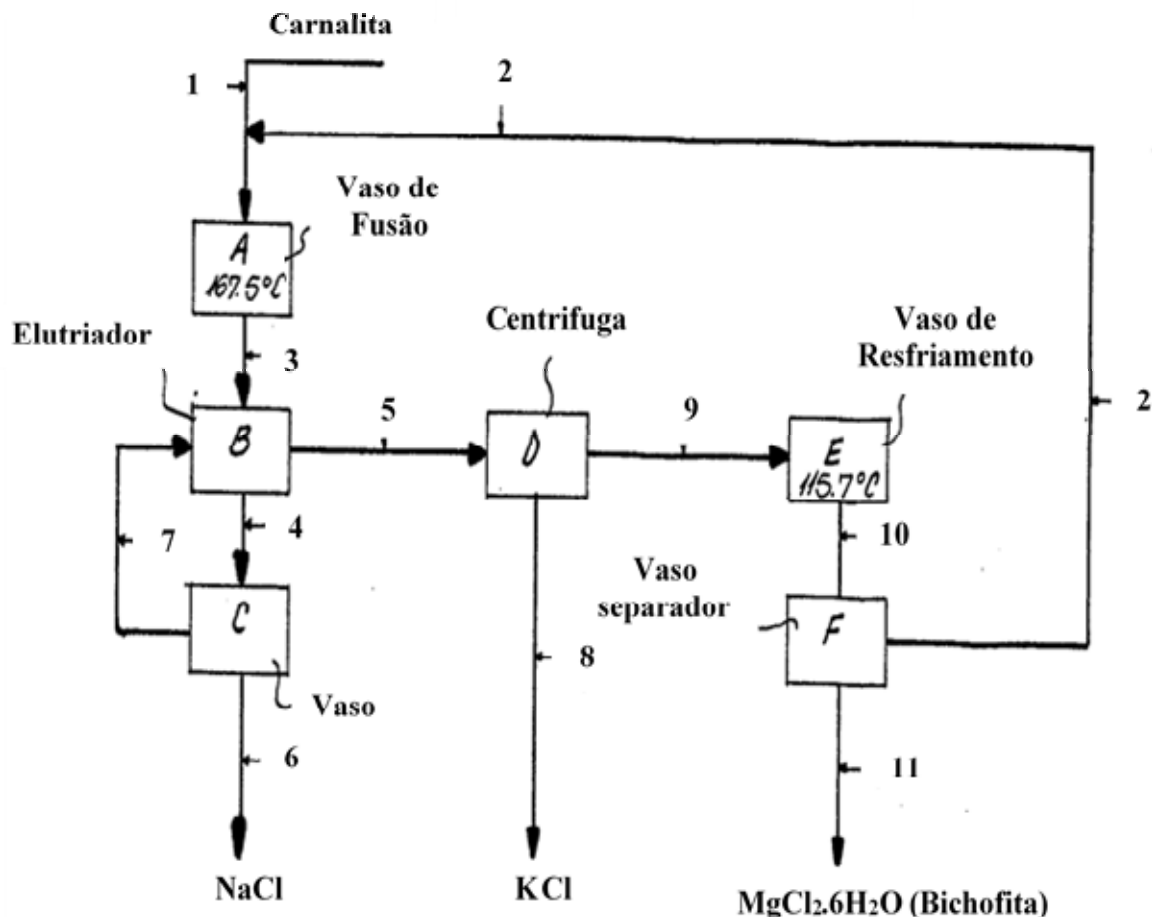 Carnalita
1
2
Vaso de
Fusão
A
167.5°C
Elutriador
3
Centrifuga
Vaso de
Resfriamento
B
5
D
9
E
115.7°C
2
7
4
10
Vaso
separador
C
F
8
Vaso
6
11
NaCl
KCl
MgCl₂.6H₂O (Bichofita)